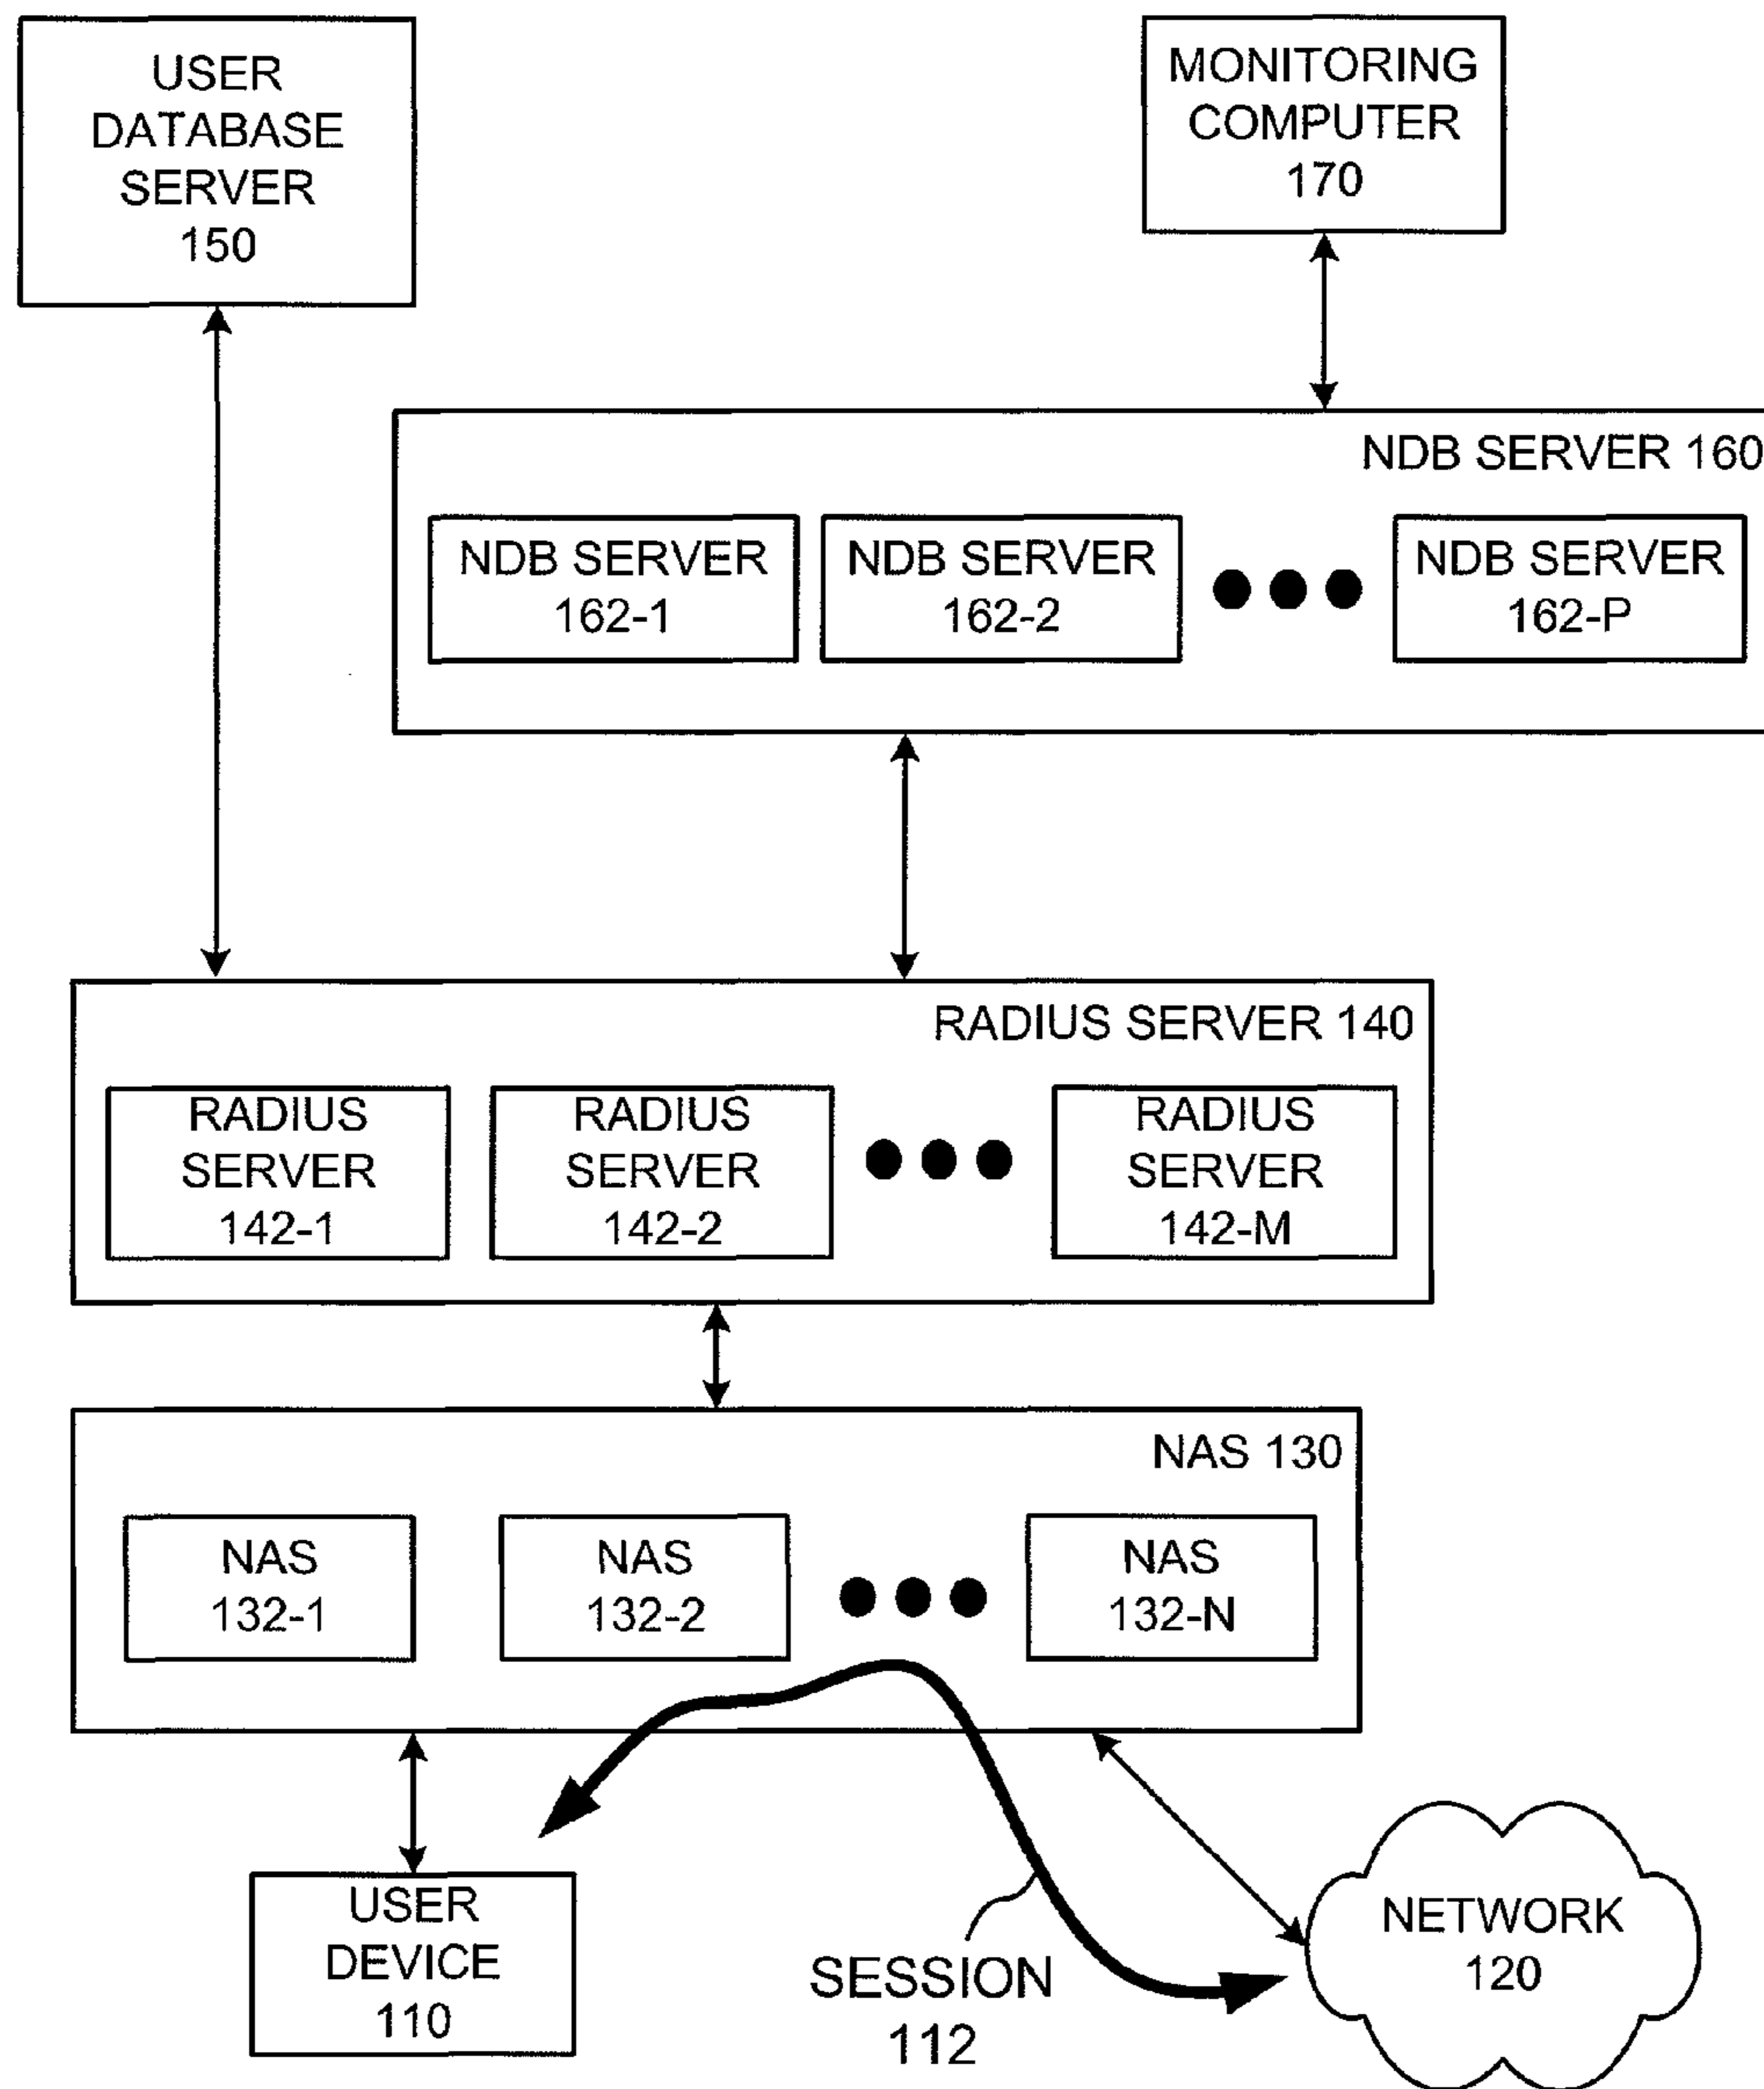 USER
DATABASE
SERVER
150
MONITORING
COMPUTER
170
NDB SERVER 160
NDB SERVER
162-1
NDB SERVER
162-2
NDB SERVER
162-P
RADIUS SERVER 140
RADIUS
SERVER
142-1
RADIUS
SERVER
142-2
RADIUS
SERVER
142-M
NAS 130
NAS
132-1
NAS
132-2
NAS
132-N
USER
DEVICE
110
SESSION
112
NETWORK
120